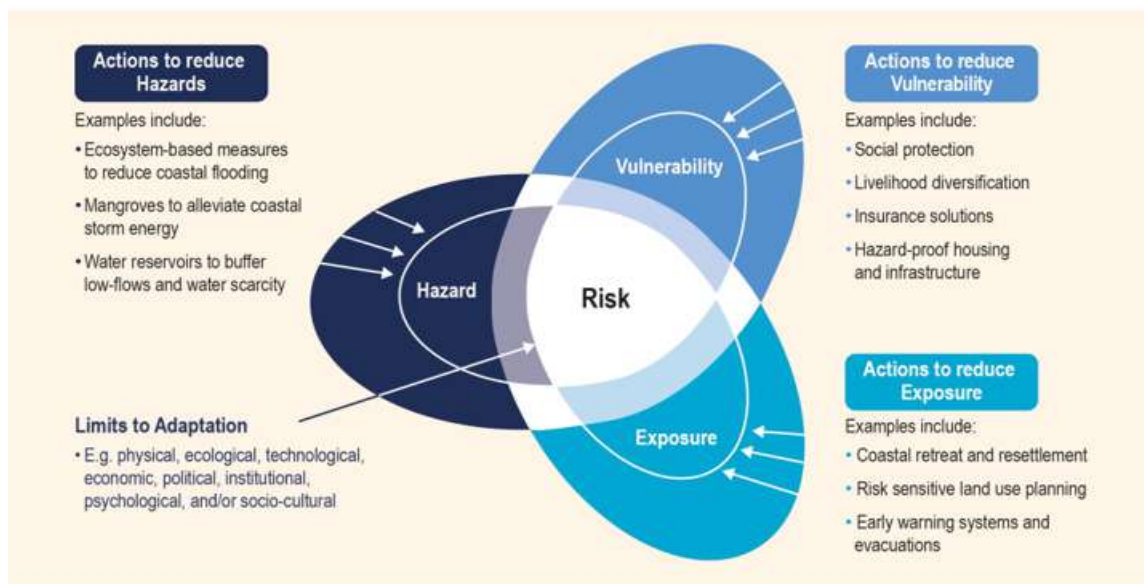 Actions to reduce
Hazards
Examples include:
• Ecosystem-based measures
to reduce coastal flooding
• Mangroves to alleviate coastal
storm energy
• Water reservoirs to buffer
low-flows and water scarcity
Limits to Adaptation
• E.g. physical, ecological, technological,
economic, political, institutional,
psychological, and/or socio-cultural
Vulnerability
Hazard
Risk
Exposure
Actions to reduce
Vulnerability
Examples include:
• Social protection
• Livelihood diversification
• Insurance solutions
• Hazard-proof housing
and infrastructure
Actions to reduce
Exposure
Examples include:
• Coastal retreat and resettlement
• Risk sensitive land use planning
• Early warning systems and
evacuations